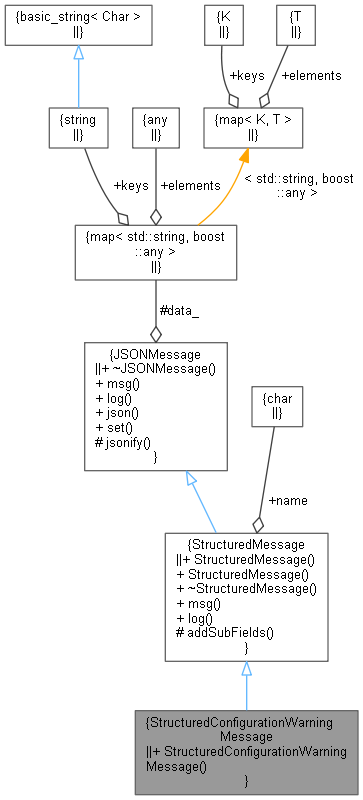 {basic_string< Char >
||}
{K
||}
{T
||}
+keys
+elements
{string
||}
{any
||}
{map< K, T >
||}
+keys
+elements
< std::string, boost
::any >
{map< std::string, boost
::any >
||}
#data_
{JSONMessage
||+ ~JSONMessage()
+ msg()
+ log()
+ json()
+ set()
# jsonify()
}
{char
||}
+name
{StructuredMessage
||+ StructuredMessage()
+ StructuredMessage()
+ ~StructuredMessage()
+ msg()
+ log()
# addSubFields()
}
{StructuredConfigurationWarning
Message
||+ StructuredConfigurationWarning
Message()
}